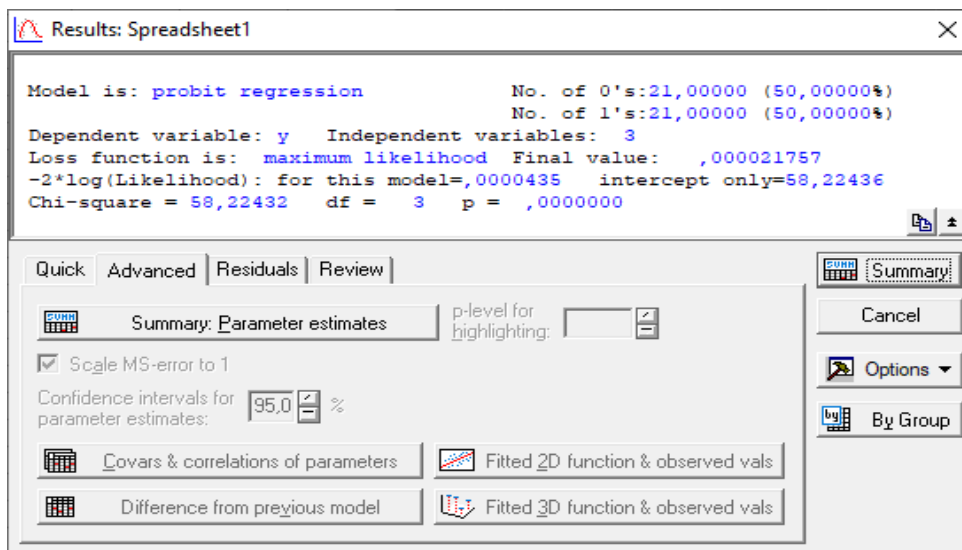 Results: Spreadsheet1
Model is: probit regression No. of 0's:21,00000 (50,00000%)
No. of 1's:21,00000 (50,00000%)
Dependent variable: y Independent variables: 3
Loss function is: maximum likelihood Final value: ,000021757
-2*log(Likelihood): for this model=,0000435 intercept only=58,22436
Chi-square = 58,22432 df = 3 p = ,0000000
Quick Advanced Residuals Review
Summary: Parameter estimates
p-level for
highlighting:
Scale MS-error to 1
Confidence intervals for
parameter estimates: 95,0 %
Covars & correlations of parameters
Fitted 2D function & observed vals
Difference from previous model
Fitted 3D function & observed vals
Summary
Cancel
Options
By Group